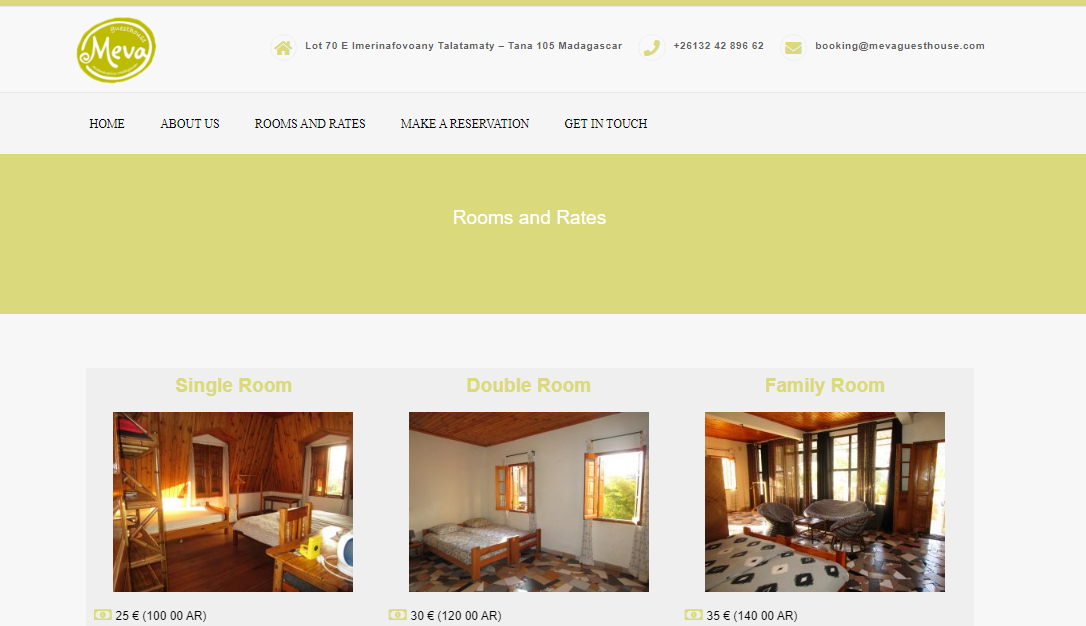 guesthouse
Meva
Lot 70 E Imerinafovoany Talatamaty – Tana 105 Madagascar
+26132 42 896 62
booking@mevaguesthouse.com
HOME
ABOUT US
ROOMS AND RATES
MAKE A RESERVATION
GET IN TOUCH
Rooms and Rates
Single Room
Double Room
Family Room
25 € (100 00 AR)
30 € (120 00 AR)
35 € (140 00 AR)